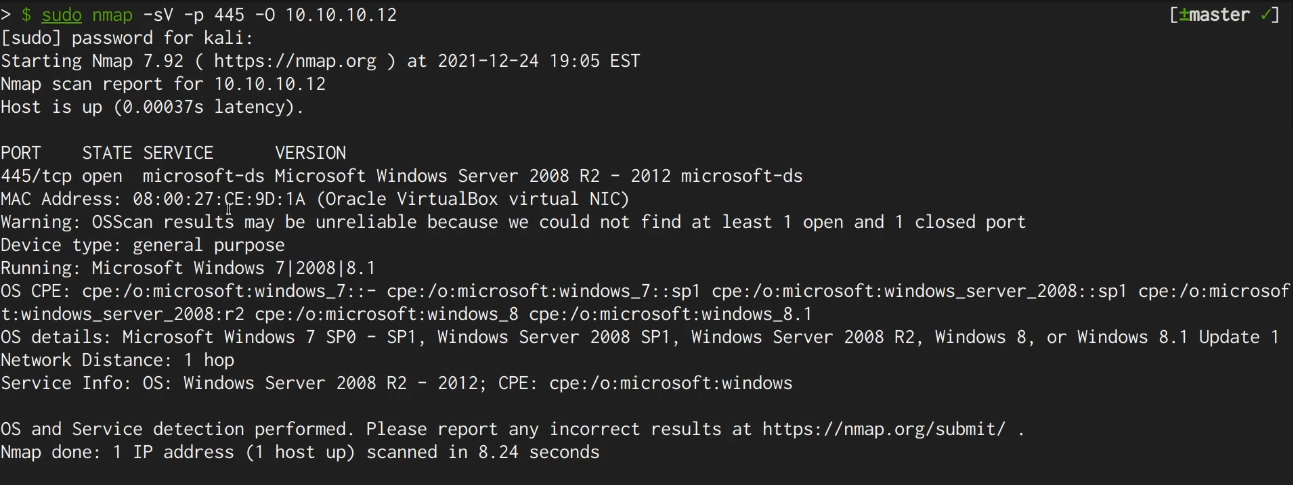 > $ sudo nmap -sV -p 445 -O 10.10.10.12 [±master ✓]
[sudo] password for kali:
Starting Nmap 7.92 ( https://nmap.org ) at 2021-12-24 19:05 EST
Nmap scan report for 10.10.10.12
Host is up (0.00037s latency).
PORT    STATE SERVICE      VERSION
445/tcp open  microsoft-ds Microsoft Windows Server 2008 R2 - 2012 microsoft-ds
MAC Address: 08:00:27:CE:9D:1A (Oracle VirtualBox virtual NIC)
Warning: OSScan results may be unreliable because we could not find at least 1 open and 1 closed port
Device type: general purpose
Running: Microsoft Windows 7|2008|8.1
OS CPE: cpe:/o:microsoft:windows_7::- cpe:/o:microsoft:windows_7::sp1 cpe:/o:microsoft:windows_server_2008::sp1 cpe:/o:microsof
t:windows_server_2008:r2 cpe:/o:microsoft:windows_8 cpe:/o:microsoft:windows_8.1
OS details: Microsoft Windows 7 SP0 - SP1, Windows Server 2008 SP1, Windows Server 2008 R2, Windows 8, or Windows 8.1 Update 1
Network Distance: 1 hop
Service Info: OS: Windows Server 2008 R2 - 2012; CPE: cpe:/o:microsoft:windows
OS and Service detection performed. Please report any incorrect results at https://nmap.org/submit/ .
Nmap done: 1 IP address (1 host up) scanned in 8.24 seconds